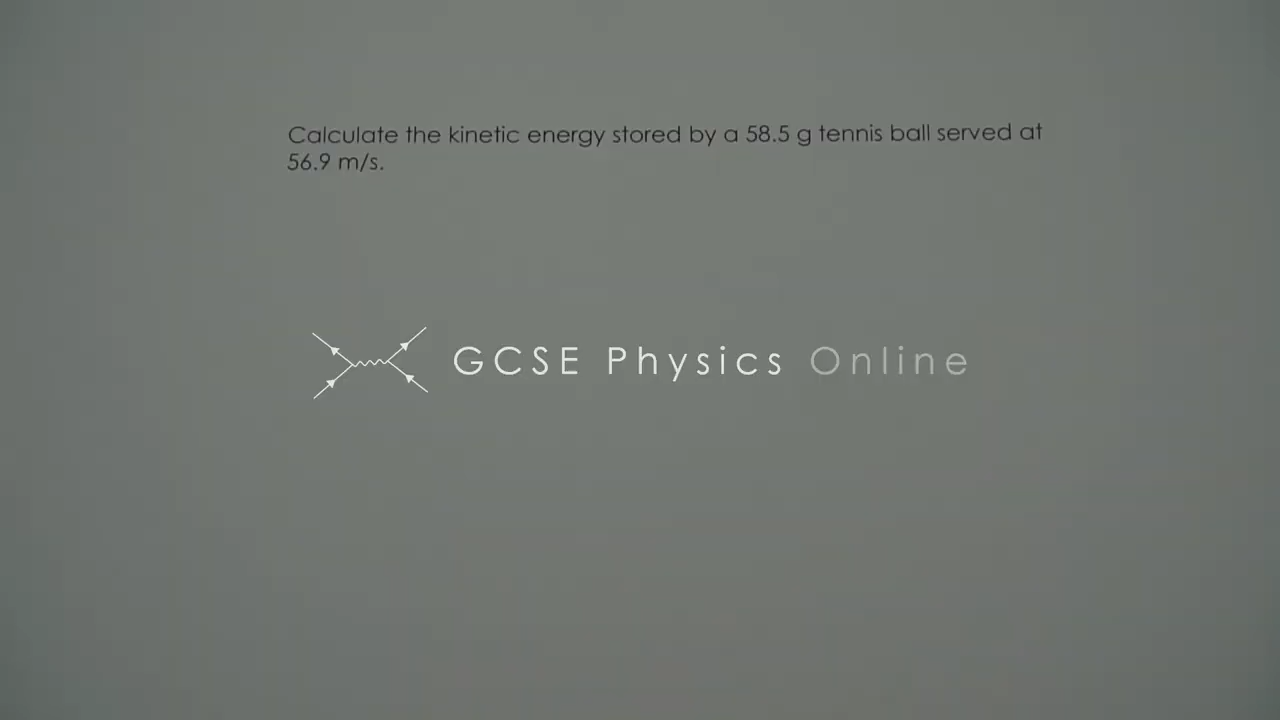 Calculate the kinetic energy stored by a 58.5 g tennis ball served at
56.9 m/s.
GCSE Physics Online